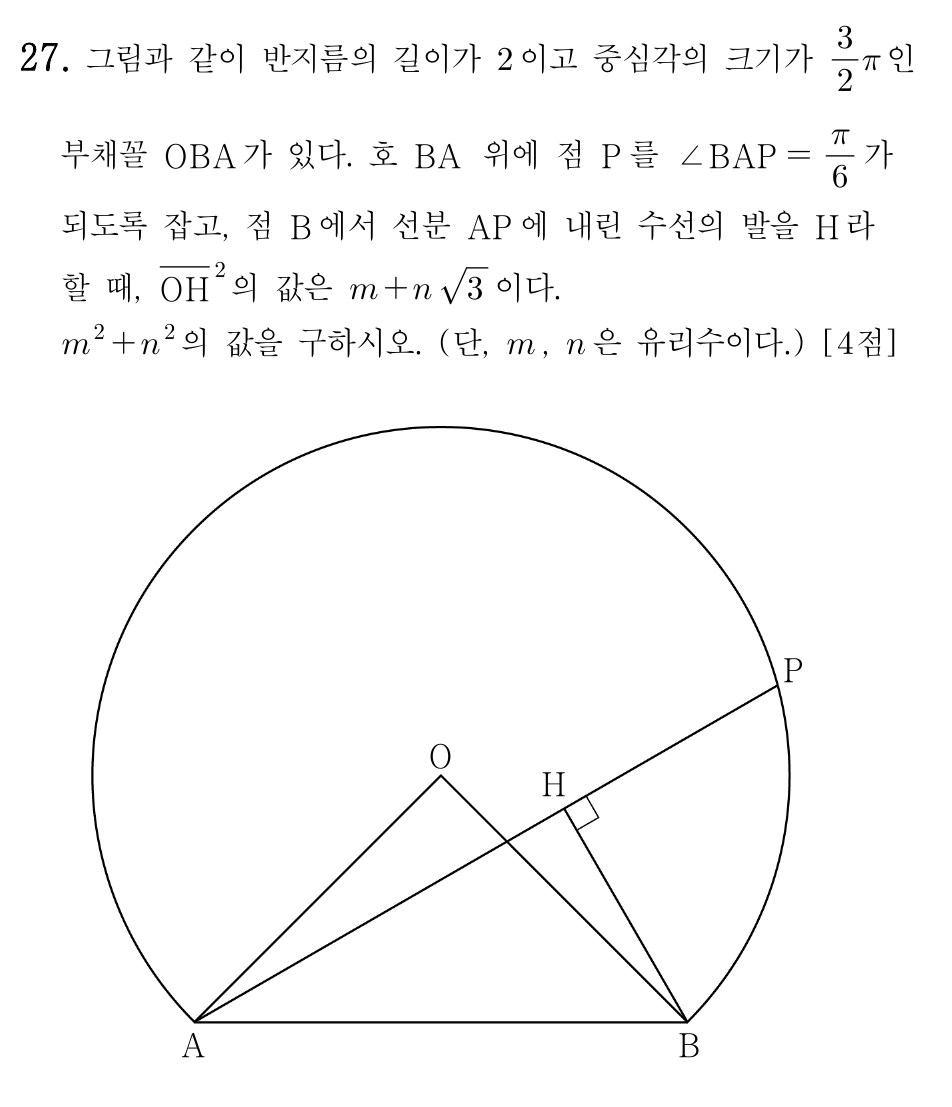 27. 그림과 같이 반지름의 길이가 2이고 중심각의 크기가 $\frac{3}{2}\pi$인
부채꼴 OBA가 있다. 호 BA 위에 점 P를 ∠BAP = $\frac{\pi}{6}$가
되도록 잡고, 점 B에서 선분 AP에 내린 수선의 발을 H라
할 때, $\overline{OH}^2$의 값은 $m+n\sqrt{3}$이다.
$m^2+n^2$의 값을 구하시오. (단, m, n은 유리수이다.) [4점]
P
O
H
A
B